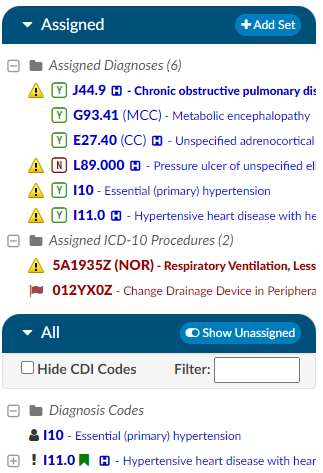 Assigned
+ Add Set
Assigned Diagnoses (6)
Y J44.9 H - Chronic obstructive pulmonary dis
Y G93.41 (MCC) - Metabolic encephalopathy
Y E27.40 (CC) H - Unspecified adrenocortical
N L89.000 H - Pressure ulcer of unspecified el
Y I10 - Essential (primary) hypertension
Y I11.0 H - Hypertensive heart disease with he
Assigned ICD-10 Procedures (2)
5A1935Z (NOR) - Respiratory Ventilation, Less
012YX0Z - Change Drainage Device in Periphera
All
Show Unassigned
Hide CDI Codes
Filter:
Diagnosis Codes
I10 - Essential (primary) hypertension
! I11.0 H - Hypertensive heart disease with hear